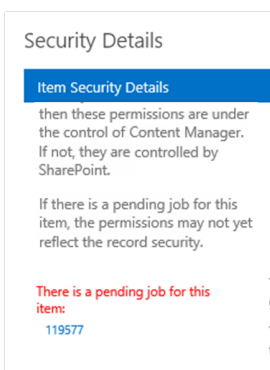 Security Details
Item Security Details
then these permissions are under
the control of Content Manager.
If not, they are controlled by
SharePoint.
If there is a pending job for this
item, the permissions may not yet
reflect the record security.
There is a pending job for this
item:
119577